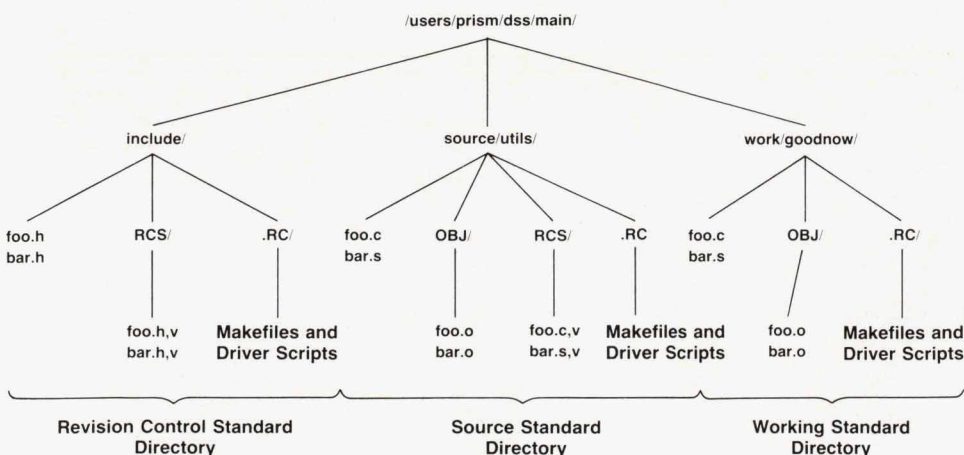 /users/prism/dss/main/
include/ source/utils/ work/goodnow/
foo.h RCS/ .RC/ foo.c OBJ/ RCS/ .RC foo.c OBJ/ .RC/
bar.h bar.s bar.s
foo.h,v Makefiles and foo.o foo.c,v Makefiles and foo.o Makefiles and
bar.h,v Driver Scripts bar.o bar.s,v Driver Scripts bar.o Driver Scripts
Revision Control Standard Source Standard Working Standard
Directory Directory Directory